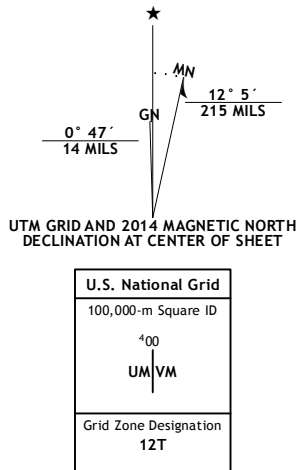 ★
MN
GN
12° 5´
215 MILS
0° 47´
14 MILS
UTM GRID AND 2014 MAGNETIC NORTH
DECLINATION AT CENTER OF SHEET
U.S. National Grid
100,000-m Square ID
⁴00
UM VM
Grid Zone Designation
12T